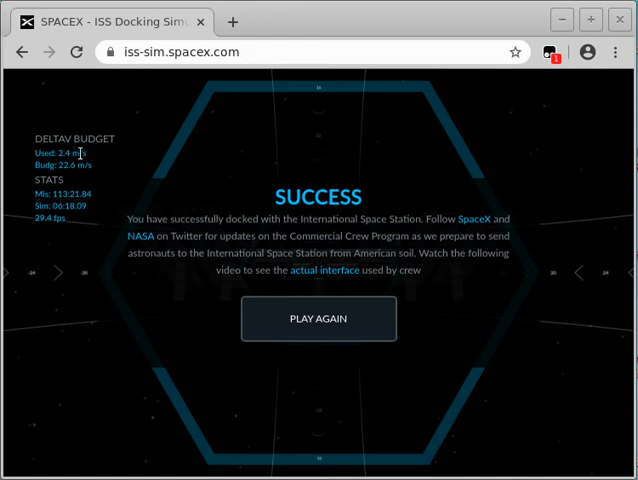 SPACEX - ISS Docking Simu
iss-sim.spacex.com
1
DELTAV BUDGET
Used: 2.4 m/s
Budg: 22.6 m/s
STATS
Mis: 113:21.84
Sim: 06:18.09
29.4 fps
SUCCESS
You have successfully docked with the International Space Station. Follow SpaceX and
NASA on Twitter for updates on the Commercial Crew Program as we prepare to send
astronauts to the International Space Station from American soil. Watch the following
video to see the actual interface used by crew
PLAY AGAIN